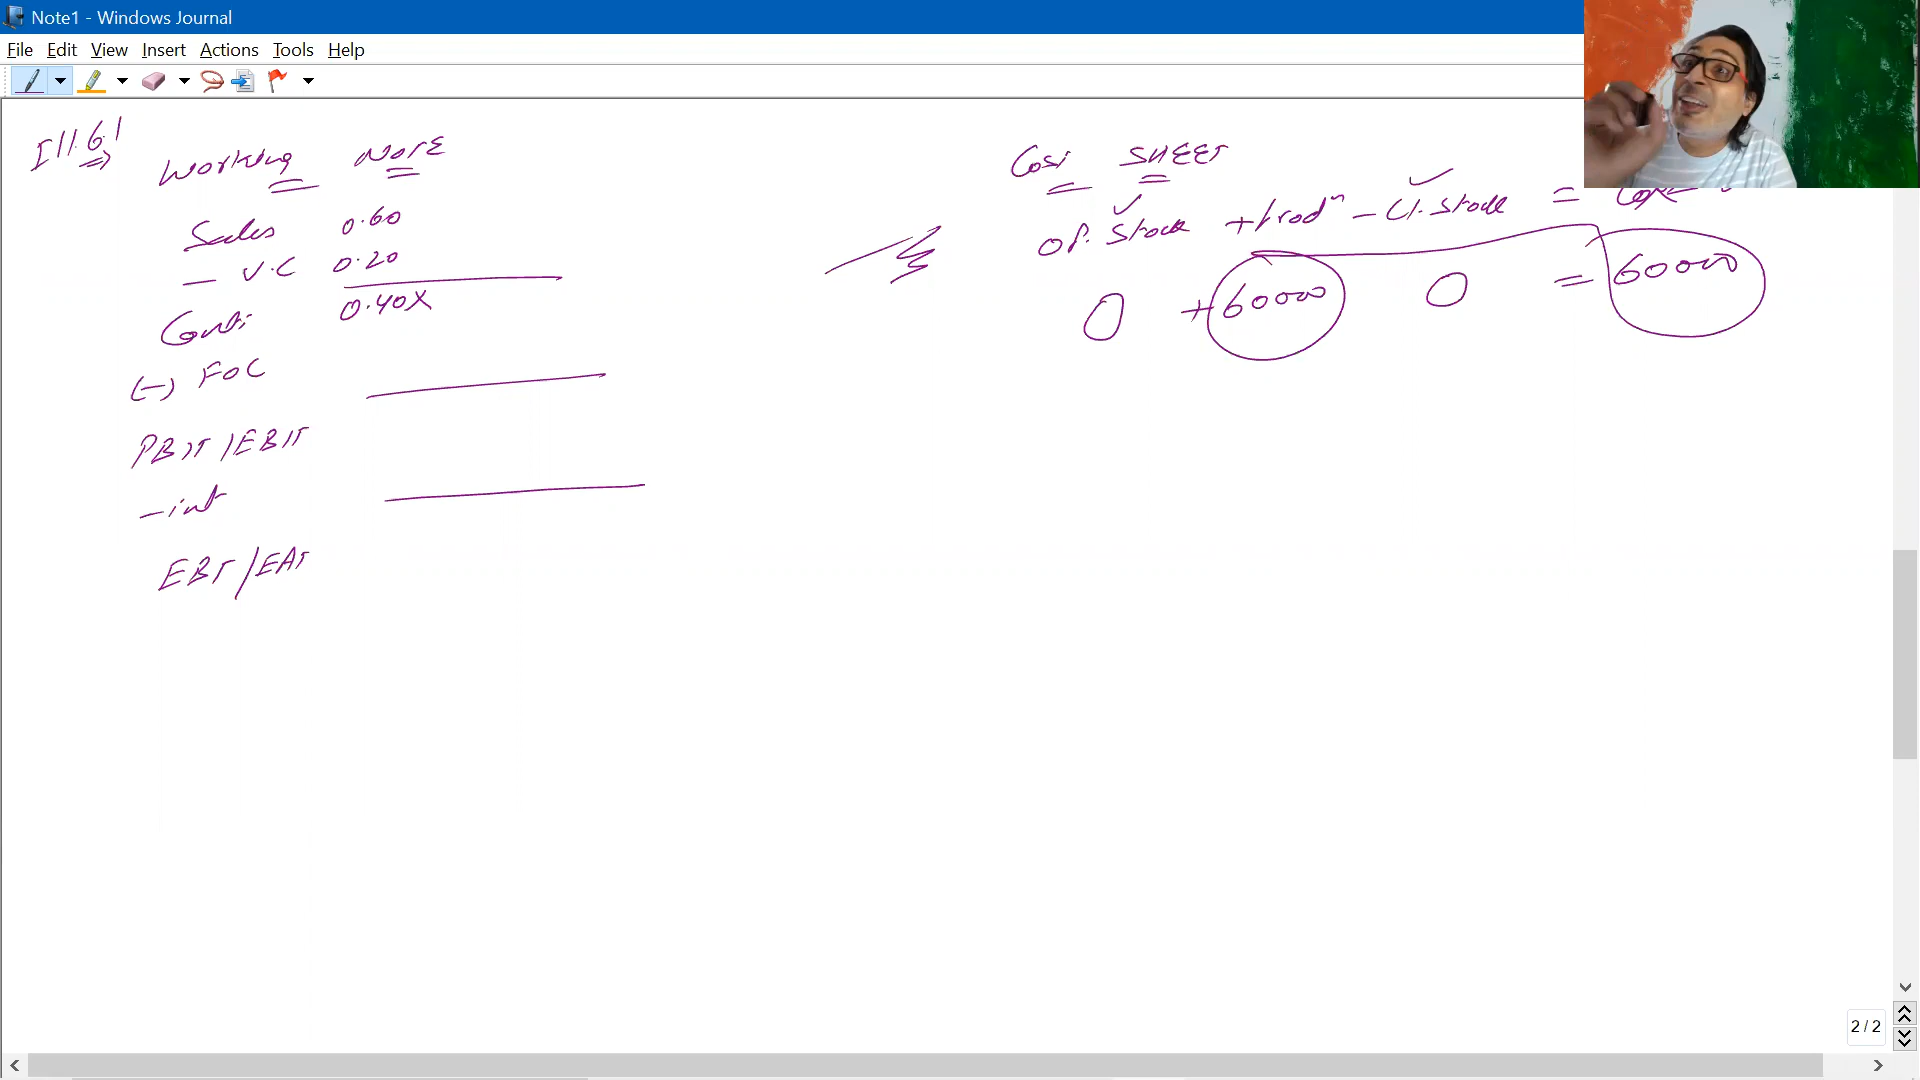 Note1 - Windows Journal
File Edit View Insert Actions Tools Help
Ill. 6.1
Working NOTE
Sales 0.60
- V.C 0.20
Conti 0.40X
(-) FOC
PBIT / EBIT
- int
EBT / EAT
Cost SHEET
OP. Stock + Prodⁿ - Cl. Stock =
0 + 60000 0 = 60000
2 / 2